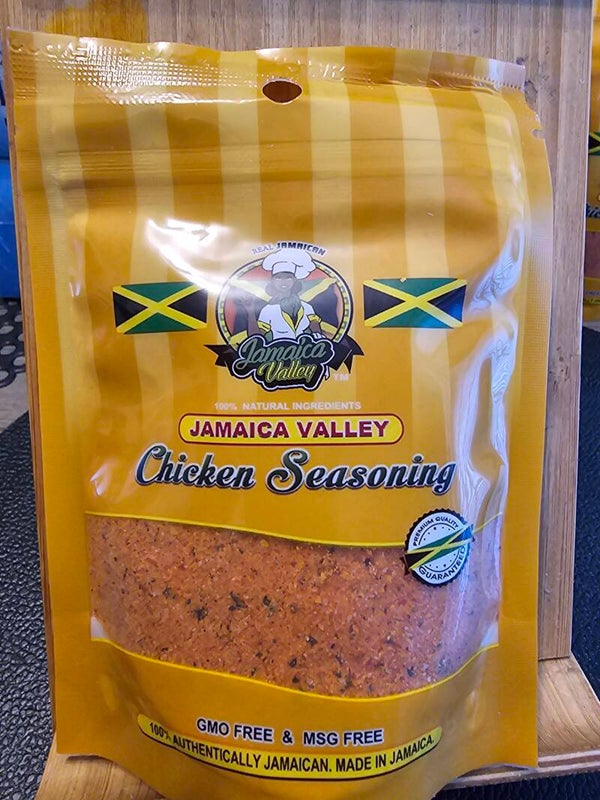 REAL JAMAICAN
Jamaica
Valley
TM
100% NATURAL INGREDIENTS
JAMAICA VALLEY
Chicken Seasoning
PREMIUM QUALITY
GUARANTEED
GMO FREE & MSG FREE
100% AUTHENTICALLY JAMAICAN. MADE IN JAMAICA.